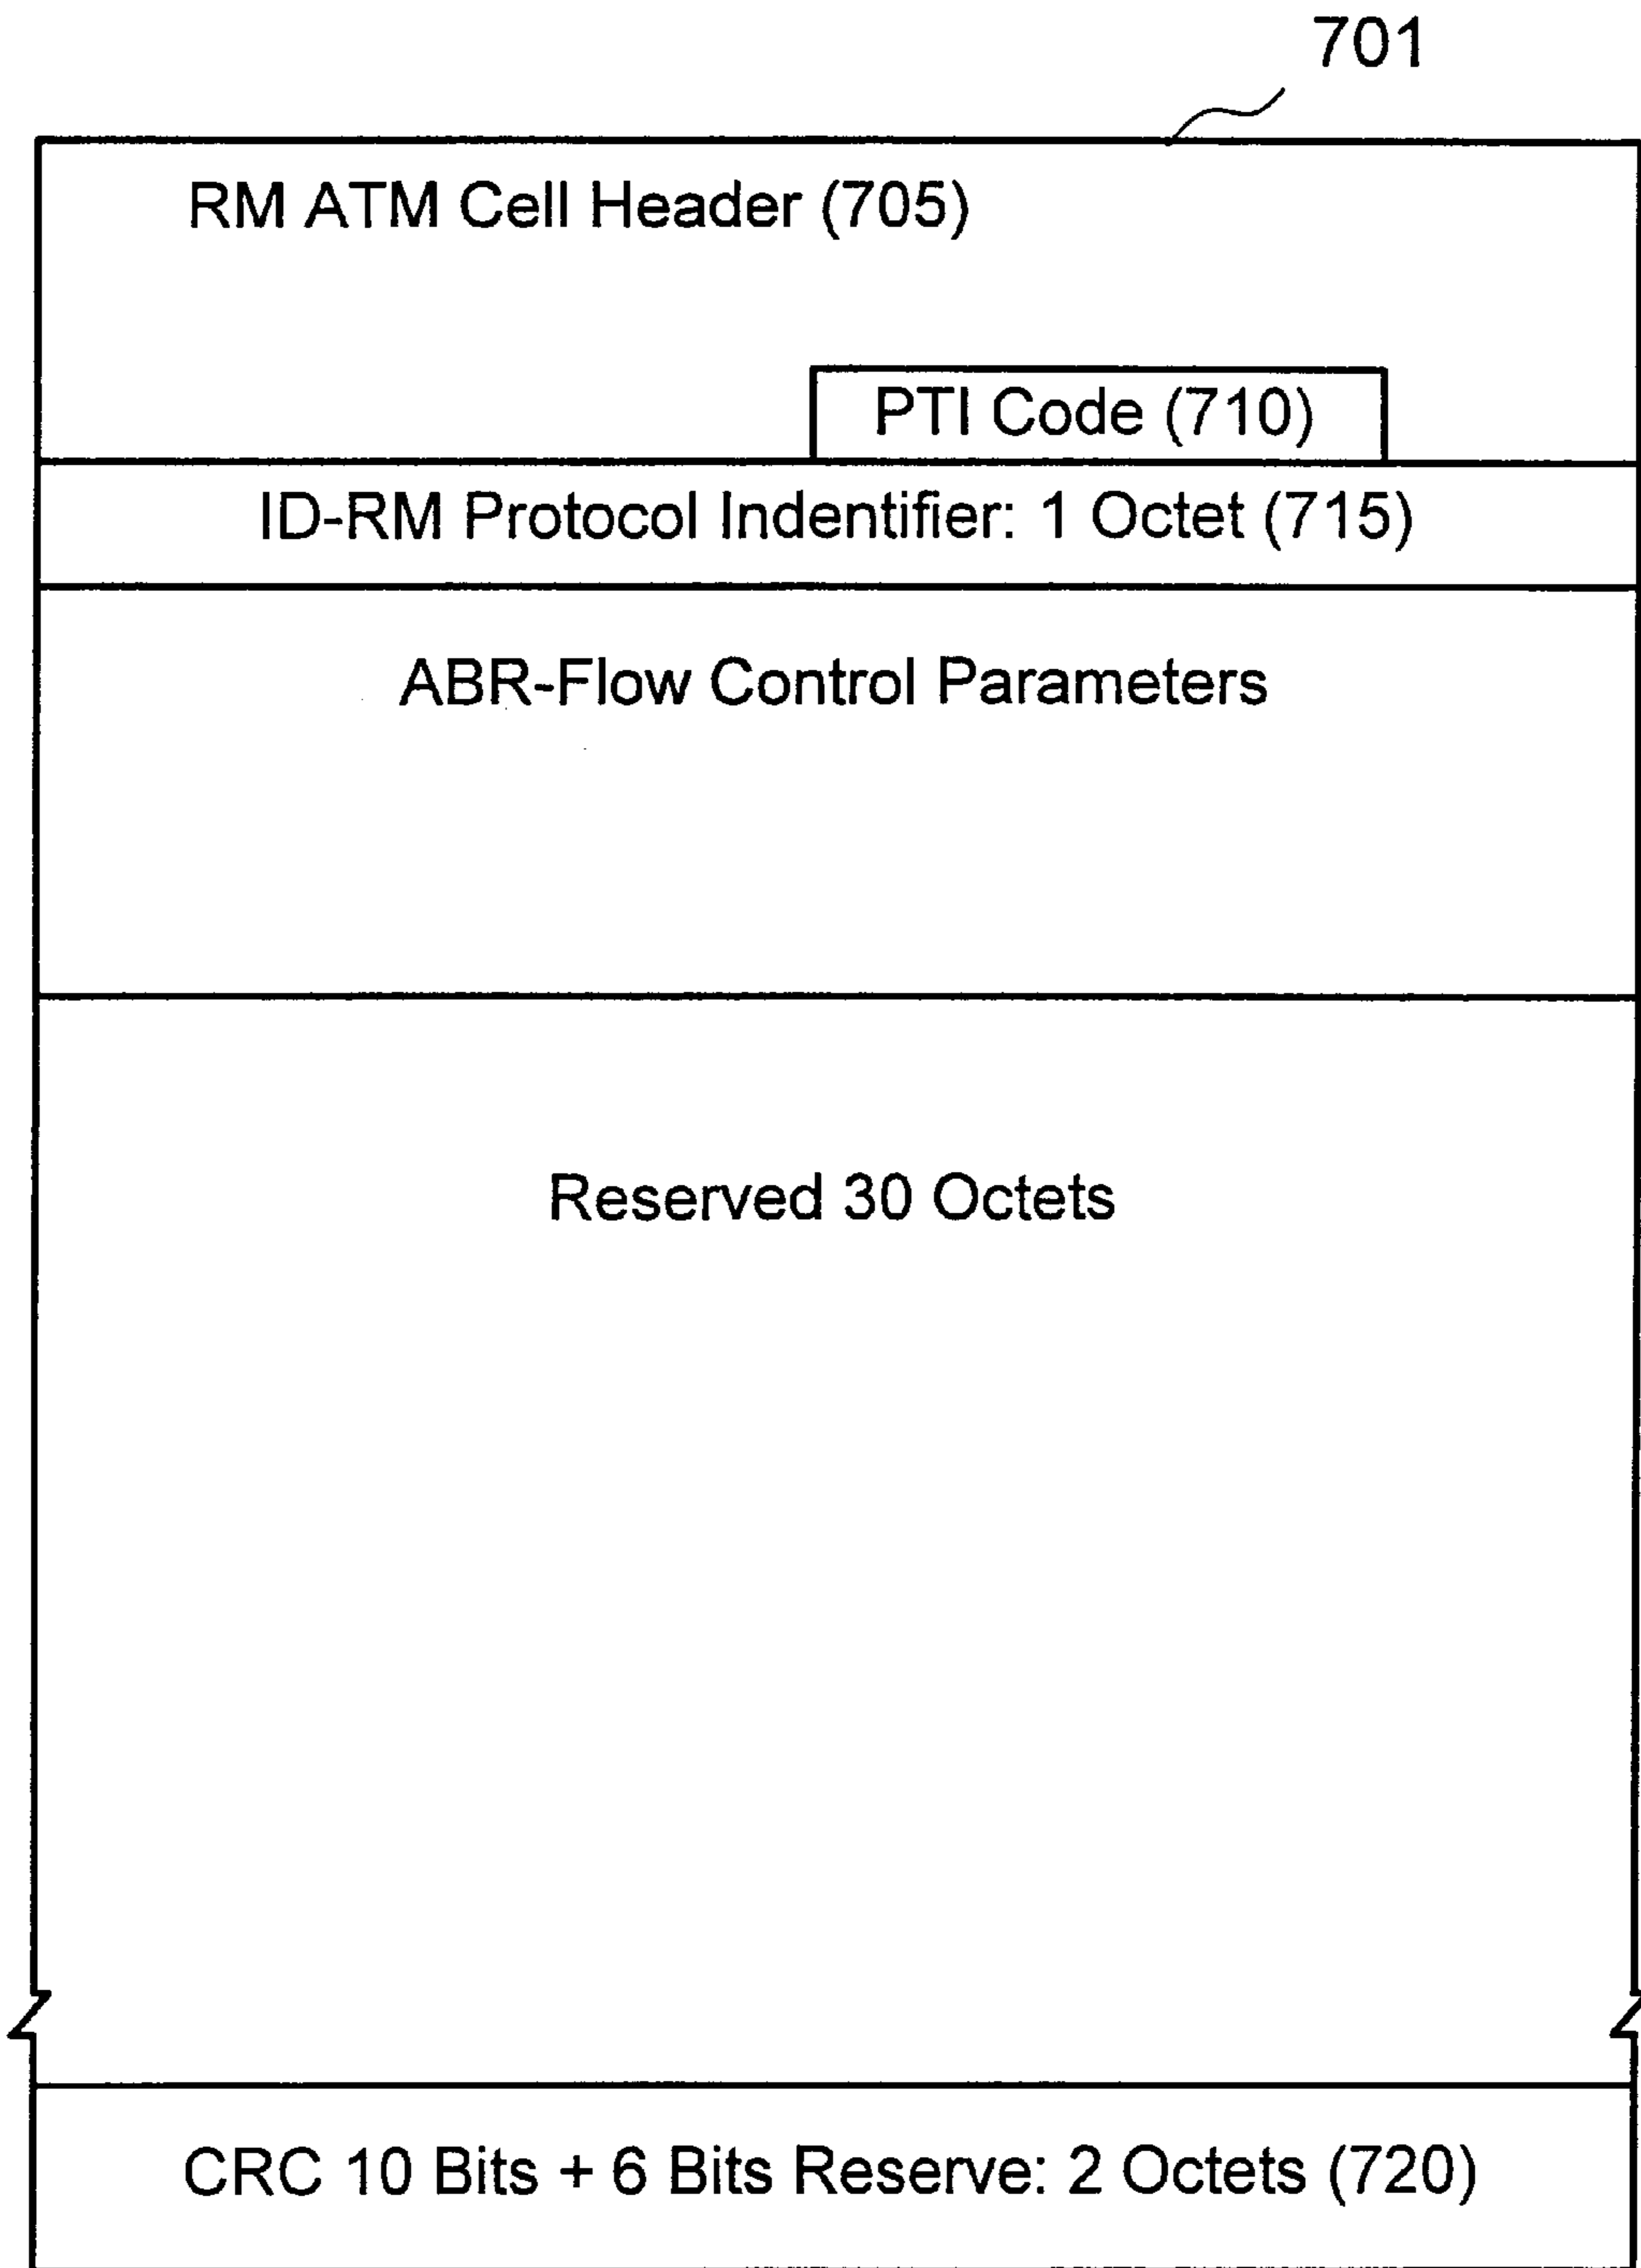 701
RM ATM Cell Header (705)
PTI Code (710)
ID-RM Protocol Indentifier: 1 Octet (715)
ABR-Flow Control Parameters
Reserved 30 Octets
CRC 10 Bits + 6 Bits Reserve: 2 Octets (720)